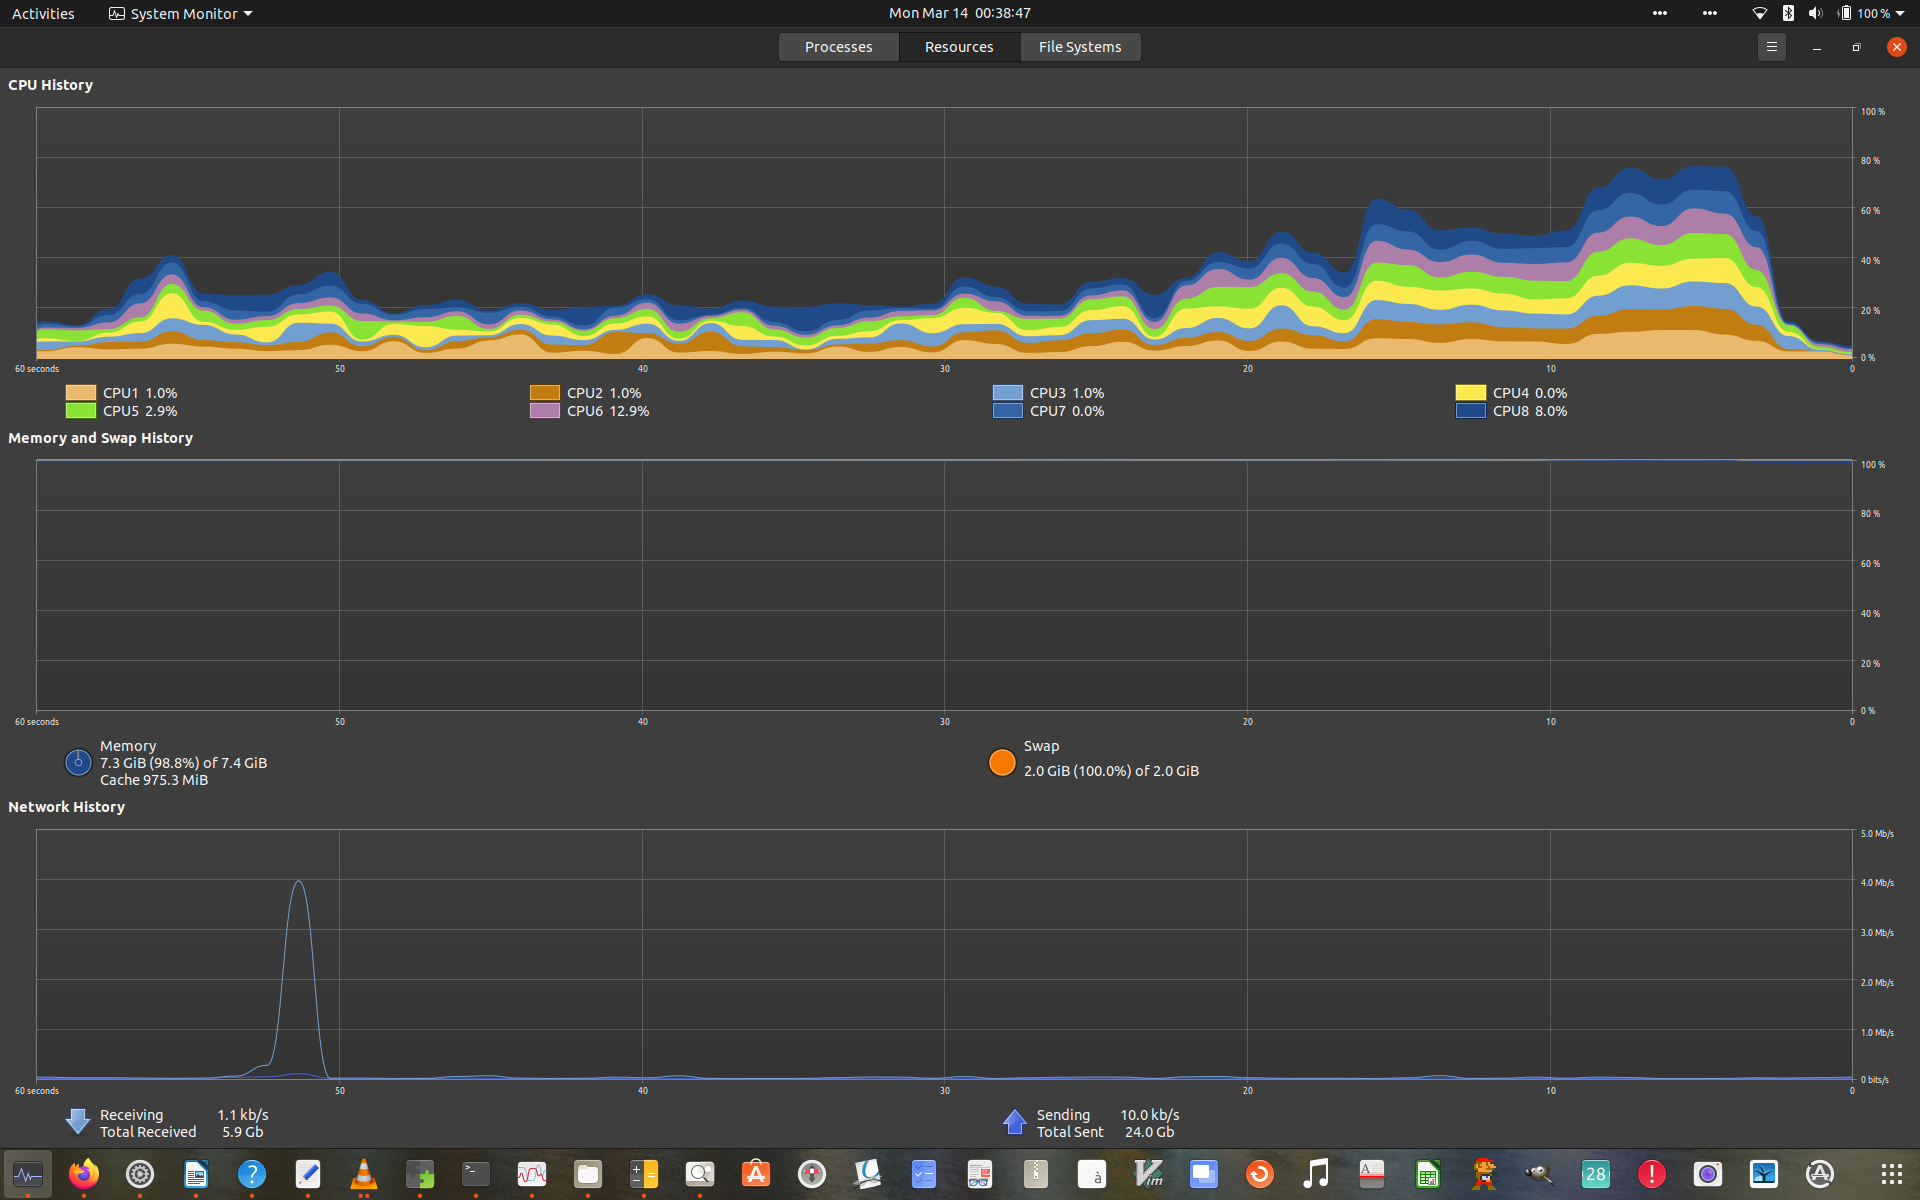 Activities System Monitor Mon Mar 14 00:38:47 100 %
Processes Resources File Systems
CPU History
100 %
80 %
60 %
40 %
20 %
0 %
60 seconds 50 40 30 20 10 0
CPU1 1.0% CPU2 1.0% CPU3 1.0% CPU4 0.0%
CPU5 2.9% CPU6 12.9% CPU7 0.0% CPU8 8.0%
Memory and Swap History
100 %
80 %
60 %
40 %
20 %
0 %
60 seconds 50 40 30 20 10 0
Memory
7.3 GiB (98.8%) of 7.4 GiB
Cache 975.3 MiB
Swap
2.0 GiB (100.0%) of 2.0 GiB
Network History
5.0 Mb/s
4.0 Mb/s
3.0 Mb/s
2.0 Mb/s
1.0 Mb/s
0 bits/s
60 seconds 50 40 30 20 10 0
Receiving 1.1 kb/s
Total Received 5.9 Gb
Sending 10.0 kb/s
Total Sent 24.0 Gb
? >_ A à Vim A 28 !